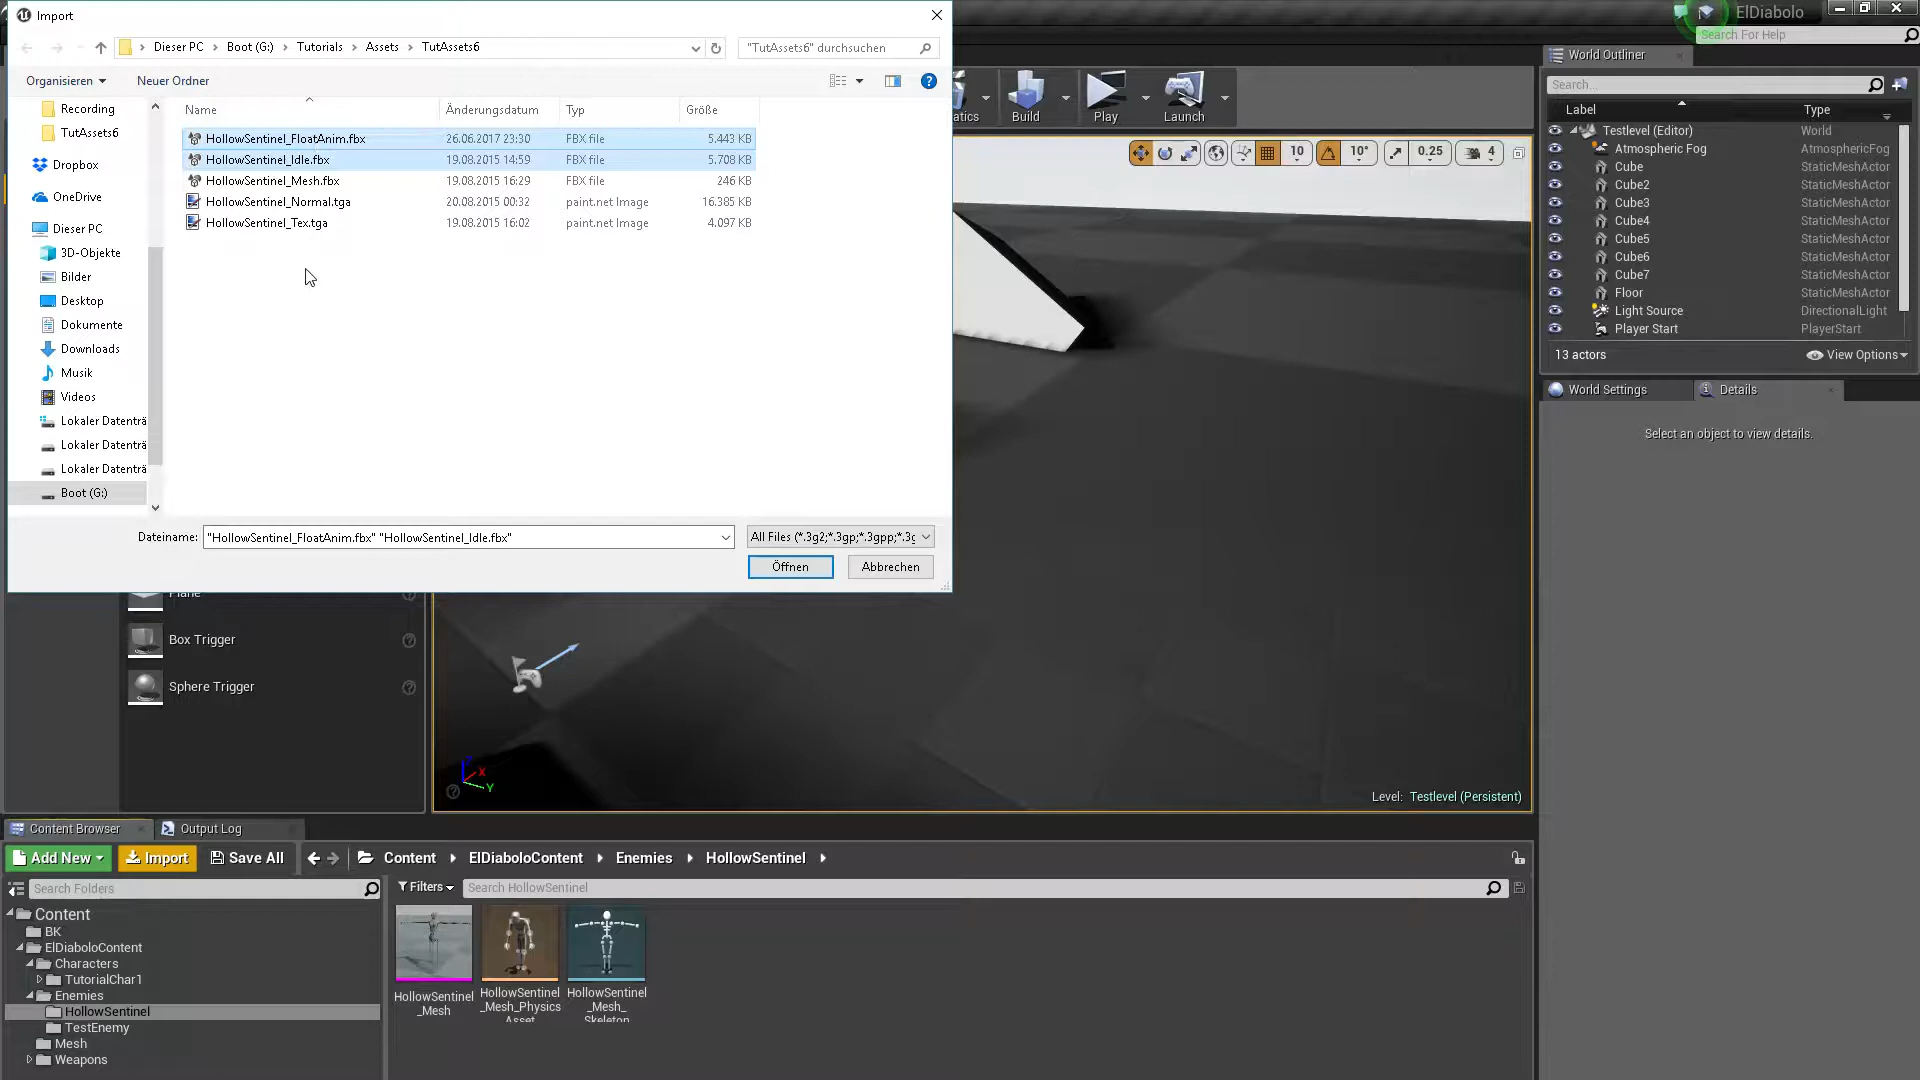 Import
Dieser PC > Boot (G:) > Tutorials > Assets > TutAssets6
"TutAssets6" durchsuchen
Organisieren
Neuer Ordner
Recording
TutAssets6
Dropbox
OneDrive
Dieser PC
3D-Objekte
Bilder
Desktop
Dokumente
Downloads
Musik
Videos
Lokaler Datenträ
Lokaler Datenträ
Lokaler Datenträ
Boot (G:)
Name Änderungsdatum Typ Größe
HollowSentinel_FloatAnim.fbx 26.06.2017 23:30 FBX file 5.443 KB
HollowSentinel_Idle.fbx 19.08.2015 14:59 FBX file 5.708 KB
HollowSentinel_Mesh.fbx 19.08.2015 16:29 FBX file 246 KB
HollowSentinel_Normal.tga 20.08.2015 00:32 paint.net Image 16.385 KB
HollowSentinel_Tex.tga 19.08.2015 16:02 paint.net Image 4.097 KB
Dateiname: "HollowSentinel_FloatAnim.fbx" "HollowSentinel_Idle.fbx"
All Files (*.3g2;*.3gp;*.3gpp;*.3g
Öffnen Abbrechen
ElDiabolo
Search For Help
atics Build Play Launch
10 10° 0.25 4
World Outliner
Search...
Label Type
Testlevel (Editor) World
Atmospheric Fog AtmosphericFog
Cube StaticMeshActor
Cube2 StaticMeshActor
Cube3 StaticMeshActor
Cube4 StaticMeshActor
Cube5 StaticMeshActor
Cube6 StaticMeshActor
Cube7 StaticMeshActor
Floor StaticMeshActor
Light Source DirectionalLight
Player Start PlayerStart
13 actors View Options
World Settings Details
Select an object to view details.
Plane
Box Trigger
Sphere Trigger
Z
X
Y
Level: Testlevel (Persistent)
Content Browser Output Log
Add New Import Save All Content ElDiaboloContent Enemies HollowSentinel
Search Folders
Filters Search HollowSentinel
Content
BK
ElDiaboloContent
Characters
TutorialChar1
Enemies
HollowSentinel
TestEnemy
Mesh
Weapons
HollowSentinel
_Mesh
HollowSentinel
_Mesh_Physics
Asset
HollowSentinel
_Mesh_
Skeleton